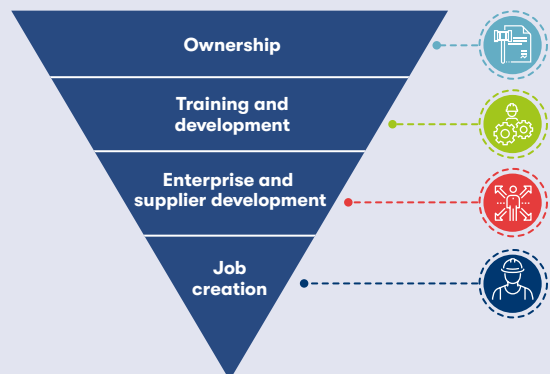 Ownership
Training and
development
Enterprise and
supplier development
Job
creation